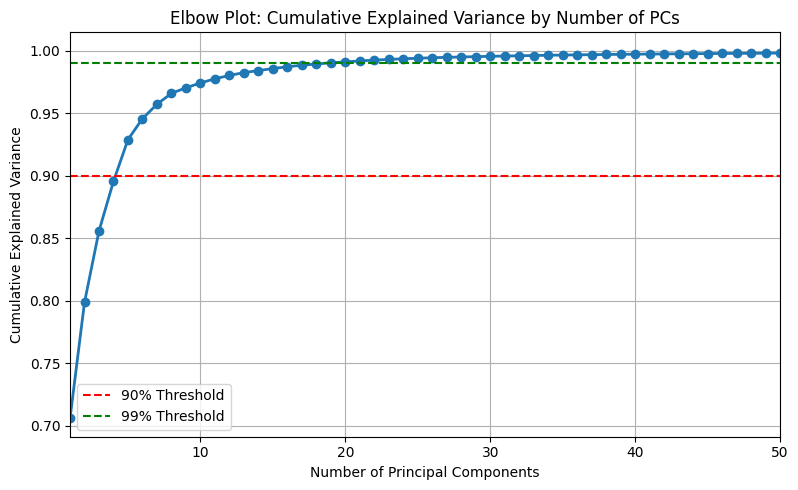 Elbow Plot: Cumulative Explained Variance by Number of PCs
Cumulative Explained Variance
1.00
0.95
0.90
0.85
0.80
0.75
0.70
90% Threshold
99% Threshold
10 20 30 40 50
Number of Principal Components